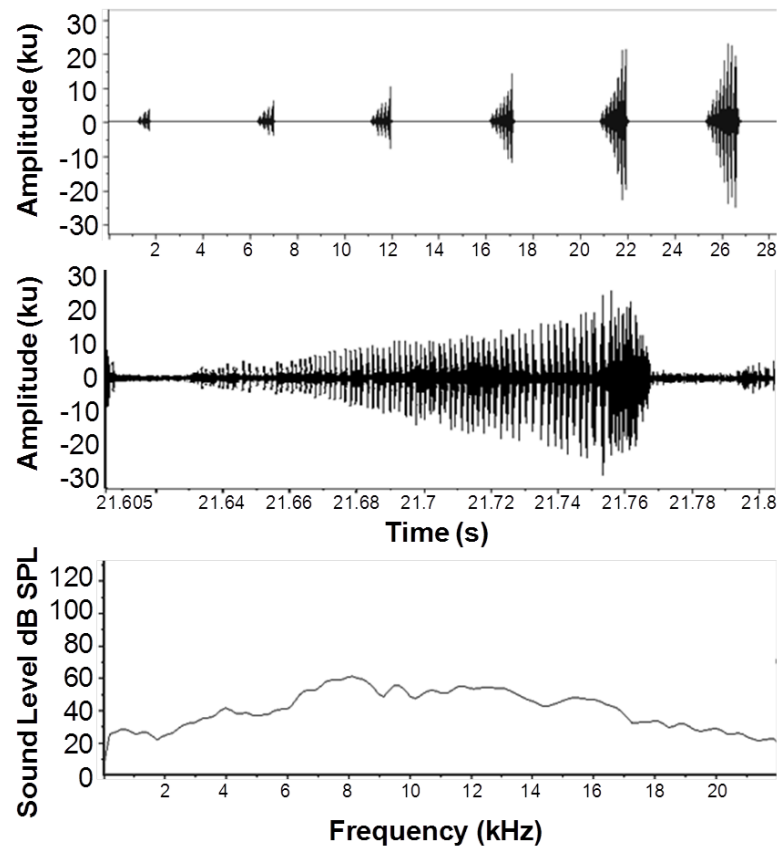 Amplitude (ku)
30
20
10
0
-10
-20
-30
2 4 6 8 10 12 14 16 18 20 22 24 26 28
Amplitude (ku)
30
20
10
0
-10
-20
-30
21.605 21.64 21.66 21.68 21.7 21.72 21.74 21.76 21.78 21.8
Time (s)
Sound Level dB SPL
120
100
80
60
40
20
0
2 4 6 8 10 12 14 16 18 20
Frequency (kHz)